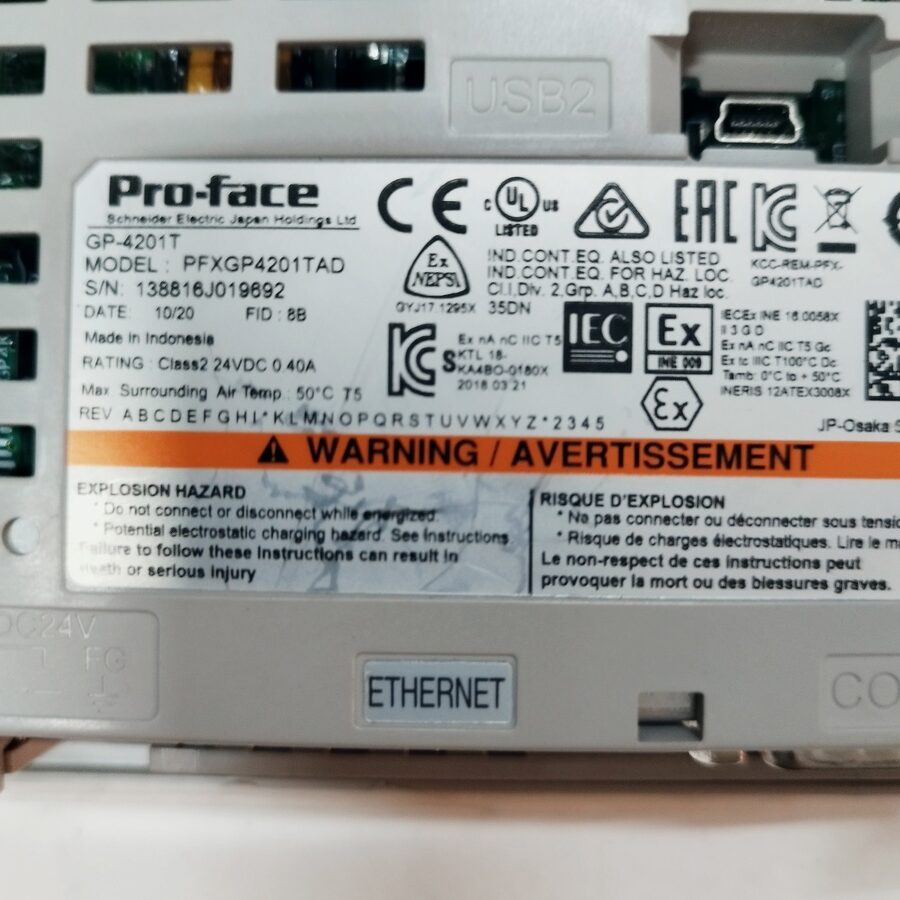 USB2
Pro-face
Schneider Electric Japan Holdings Ltd
GP-4201T
MODEL : PFXGP4201TAD
S/N: 138816J019692
DATE: 10/20 FID : 8B
Made in Indonesia
RATING : Class2 24VDC 0.40A
Max. Surrounding Air Temp.: 50°C T5
REV A B C D E F G H I * K L M N O P Q R S T U V W X Y Z * 2 3 4 5
CE
C UL US
LISTED
EAC
Ex
NEPSI
GYJ17.1295X
IND.CONT.EQ. ALSO LISTED
IND.CONT.EQ. FOR HAZ. LOC.
Cl.I,Div. 2,Grp. A,B,C,D Haz loc.
35DN
KCC-REM-PFX-
GP4201TAD
S
Ex nA nC IIC T5
KTL 18-
KA4BO-0180X
2018 03 21
IEC
Ex
INE 009
Ex
IECEx INE 16.0058X
II 3 G D
Ex nA nC IIC T5 Gc
Ex tc IIIC T100°C Dc
Tamb: 0°C to + 50°C
INERIS 12ATEX3008X
JP-Osaka
WARNING / AVERTISSEMENT
EXPLOSION HAZARD
* Do not connect or disconnect while energized.
* Potential electrostatic charging hazard. See Instructions.
Failure to follow these Instructions can result in
death or serious Injury
RISQUE D'EXPLOSION
* Ne pas connecter ou déconnecter sous
* Risque de charges électrostatiques. Lire le
Le non-respect de ces Instructions peut
provoquer la mort ou des blessures graves.
DC24V
FG
ETHERNET